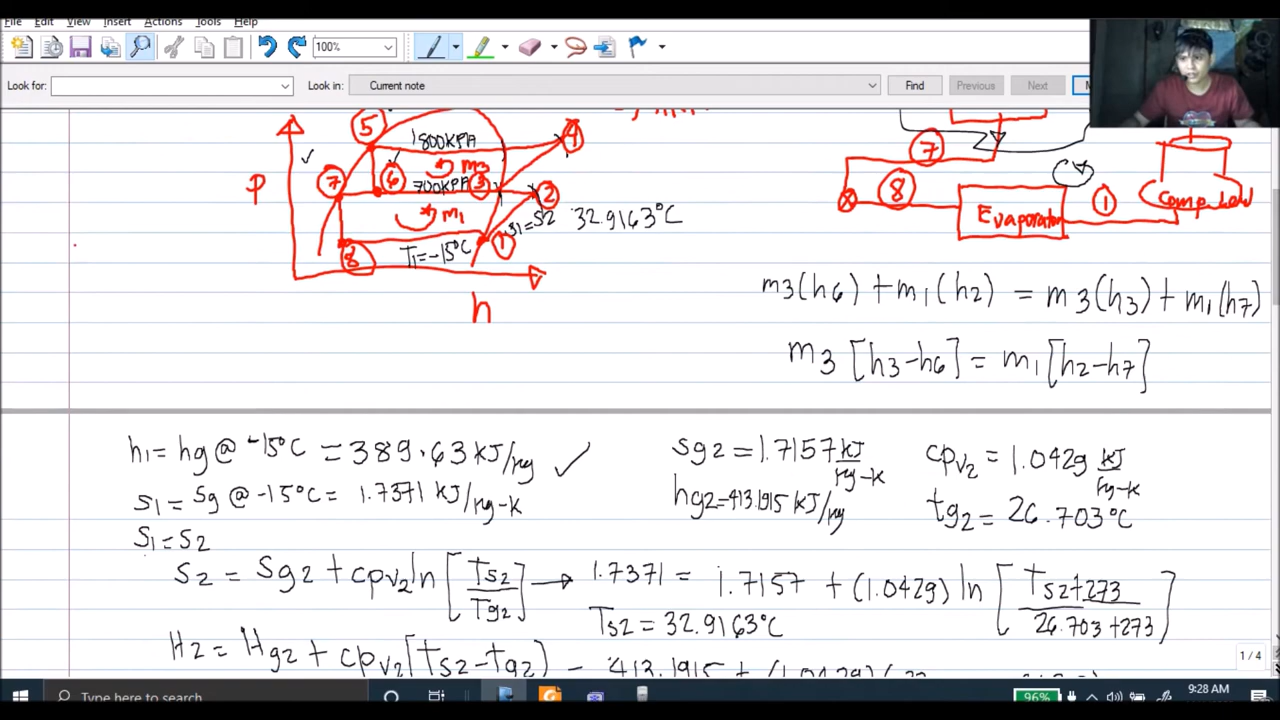 File Edit View Insert Actions Tools Help
100%
Look for: Look in: Current note Find Previous Next
5 1800KPA 4
P 7 6 m3 700KPA 3 2
m1 S1=S2 32.9163°C
8 T1=-15°C 1
h
7
8 Evaporator 1 Comp. Low
m3(h6) + m1(h2) = m3(h3) + m1(h7)
m3 [h3-h6] = m1[h2-h7]
h1 = hg @ -15°C = 389.63 KJ/kg ✓
S1 = Sg @ -15°C = 1.7371 KJ/kg-K
S1 = S2
Sg2 = 1.7157 KJ/kg-K
hg2 = 413.1915 KJ/kg
cpv2 = 1.0429 KJ/kg-K
tg2 = 26.703°C
S2 = Sg2 + cpv2 ln [Ts2/Tg2] → 1.7371 = 1.7157 + (1.0429) ln [Ts2+273/26.703+273]
Ts2 = 32.9163°C
H2 = Hg2 + cpv2 [ts2-tg2) = 413.1915 + (1.0429)
1/4
Type here to search
96%
9:28 AM